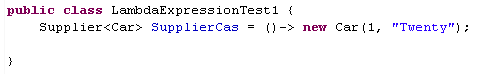 public class LambdaExpressionTest1 {
Supplier<Car> SupplierCas = ()-> new Car(1, "Twenty");
}